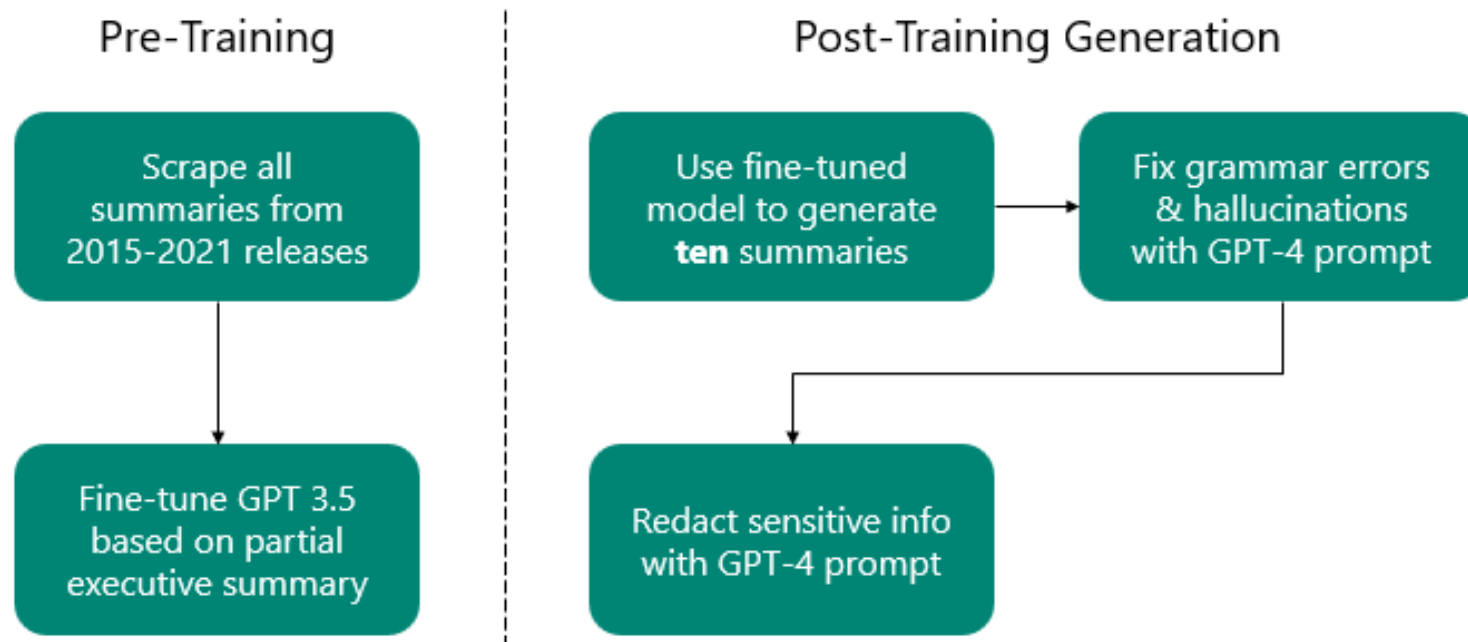 Pre-Training
Scrape all
summaries from
2015-2021 releases
Fine-tune GPT 3.5
based on partial
executive summary
Post-Training Generation
Use fine-tuned
model to generate
ten summaries
Fix grammar errors
& hallucinations
with GPT-4 prompt
Redact sensitive info
with GPT-4 prompt